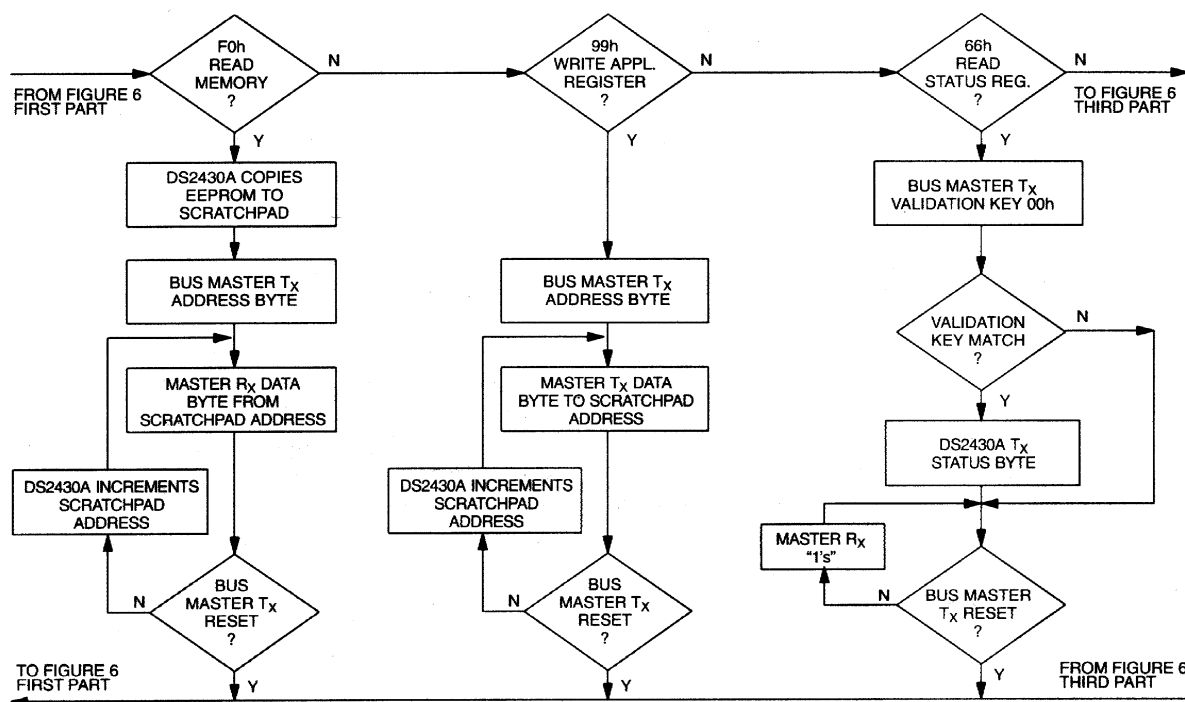 F0h
READ
MEMORY
?
N
Y
FROM FIGURE 6
FIRST PART
DS2430A COPIES
EEPROM TO
SCRATCHPAD
BUS MASTER TX
ADDRESS BYTE
MASTER RX DATA
BYTE FROM
SCRATCHPAD ADDRESS
DS2430A INCREMENTS
SCRATCHPAD
ADDRESS
BUS
MASTER TX
RESET
?
N
Y
TO FIGURE 6
FIRST PART
99h
WRITE APPL.
REGISTER
?
N
Y
BUS MASTER TX
ADDRESS BYTE
MASTER TX DATA
BYTE TO SCRATCHPAD
ADDRESS
DS2430A INCREMENTS
SCRATCHPAD
ADDRESS
BUS
MASTER TX
RESET
?
N
Y
66h
READ
STATUS REG.
?
N
Y
TO FIGURE 6
THIRD PART
BUS MASTER TX
VALIDATION KEY 00h
VALIDATION
KEY MATCH
?
N
Y
DS2430A TX
STATUS BYTE
MASTER RX
"1's"
BUS MASTER
TX RESET
?
N
Y
FROM FIGURE 6
THIRD PART